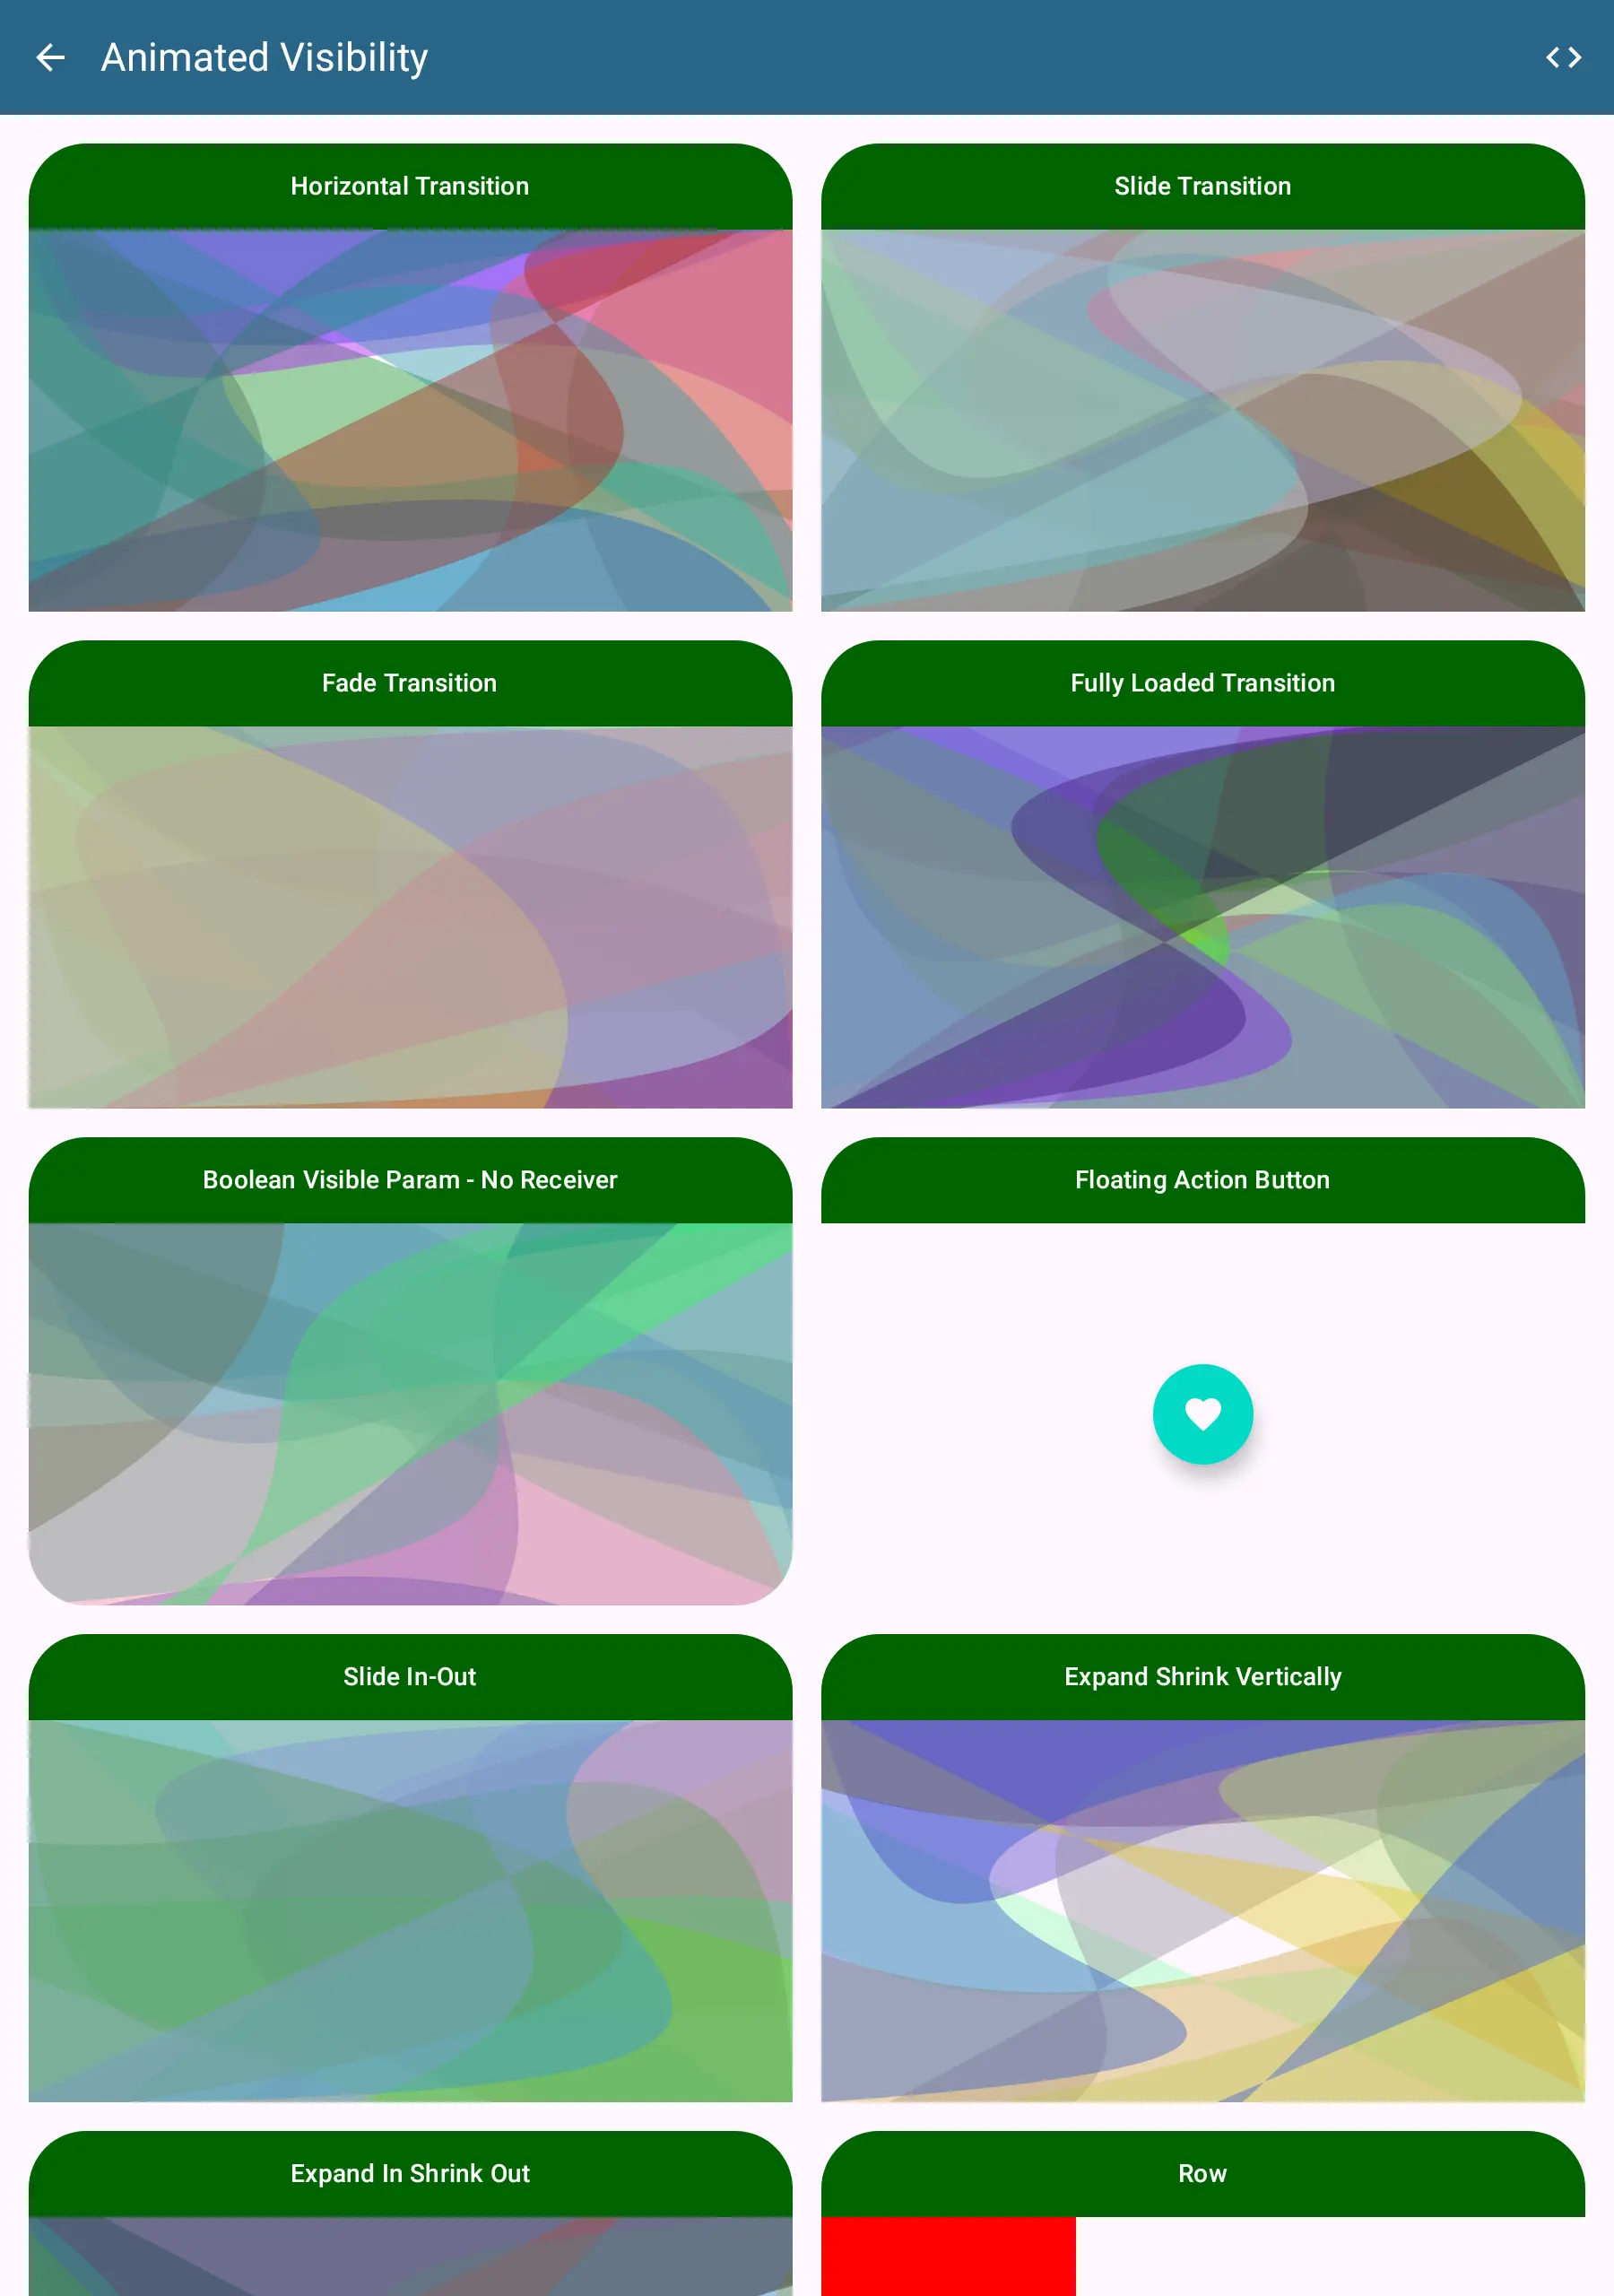 Animated Visibility
Horizontal Transition
Slide Transition
Fade Transition
Fully Loaded Transition
Boolean Visible Param - No Receiver
Floating Action Button
Slide In-Out
Expand Shrink Vertically
Expand In Shrink Out
Row